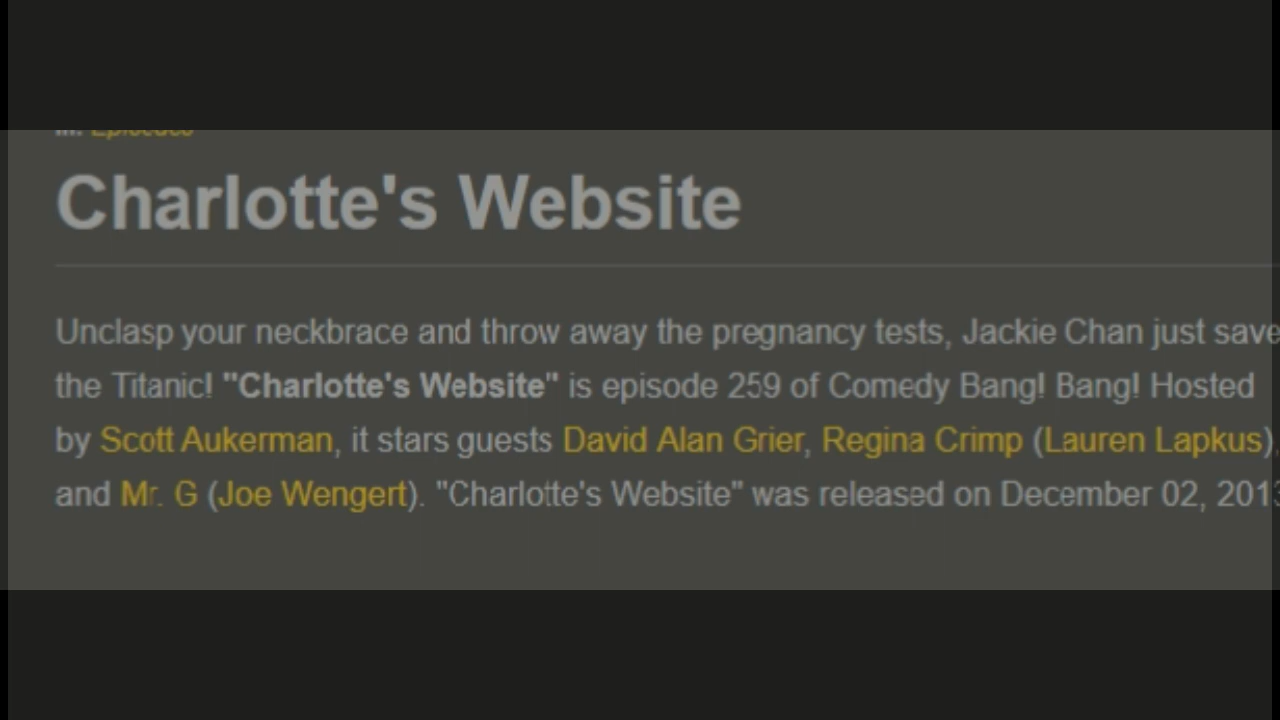 Charlotte's Website
Unclasp your neckbrace and throw away the pregnancy tests, Jackie Chan just save
the Titanic! "Charlotte's Website" is episode 259 of Comedy Bang! Bang! Hosted
by Scott Aukerman, it stars guests David Alan Grier, Regina Crimp (Lauren Lapkus),
and Mr. G (Joe Wengert). "Charlotte's Website" was released on December 02, 201